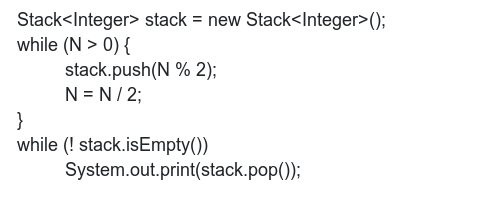 Stack<Integer> stack = new Stack<Integer>();
while (N > 0) {
stack.push(N % 2);
N = N / 2;
}
while (! stack.isEmpty())
System.out.print(stack.pop());